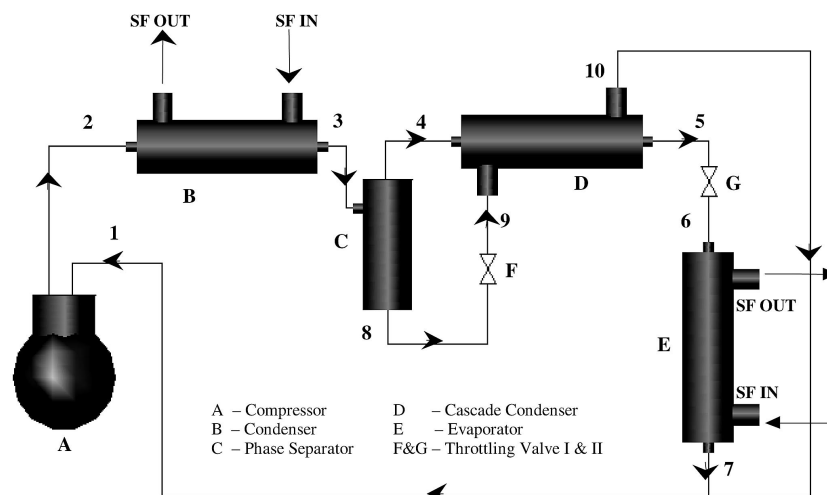 SF OUT
SF IN
10
2
3
4
5
B
D
G
C
9
6
1
F
8
SF OUT
E
SF IN
A
7
A – Compressor
B – Condenser
C – Phase Separator
D – Cascade Condenser
E – Evaporator
F&G – Throttling Valve I & II